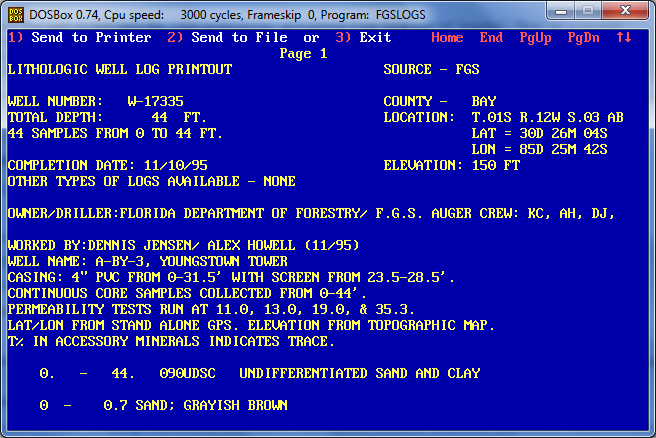 DOSBox 0.74, Cpu speed: 3000 cycles, Frameskip 0, Program: FGSLOGS
1) Send to Printer 2) Send to File or 3) Exit Home End PgUp PgDn ↑↓
Page 1
LITHOLOGIC WELL LOG PRINTOUT SOURCE - FGS
WELL NUMBER: W-17335 COUNTY - BAY
TOTAL DEPTH: 44 FT. LOCATION: T.01S R.12W S.03 AB
44 SAMPLES FROM 0 TO 44 FT. LAT = 30D 26M 04S
LON = 85D 25M 42S
COMPLETION DATE: 11/10/95 ELEVATION: 150 FT
OTHER TYPES OF LOGS AVAILABLE - NONE
OWNER/DRILLER:FLORIDA DEPARTMENT OF FORESTRY/ F.G.S. AUGER CREW: KC, AH, DJ,
WORKED BY:DENNIS JENSEN/ ALEX HOWELL (11/95)
WELL NAME: A-BY-3, YOUNGSTOWN TOWER
CASING: 4" PVC FROM 0-31.5' WITH SCREEN FROM 23.5-28.5'.
CONTINUOUS CORE SAMPLES COLLECTED FROM 0-44'.
PERMEABILITY TESTS RUN AT 11.0, 13.0, 19.0, & 35.3.
LAT/LON FROM STAND ALONE GPS. ELEVATION FROM TOPOGRAPHIC MAP.
T% IN ACCESSORY MINERALS INDICATES TRACE.
0. - 44. 090UDSC UNDIFFERENTIATED SAND AND CLAY
0 - 0.7 SAND; GRAYISH BROWN